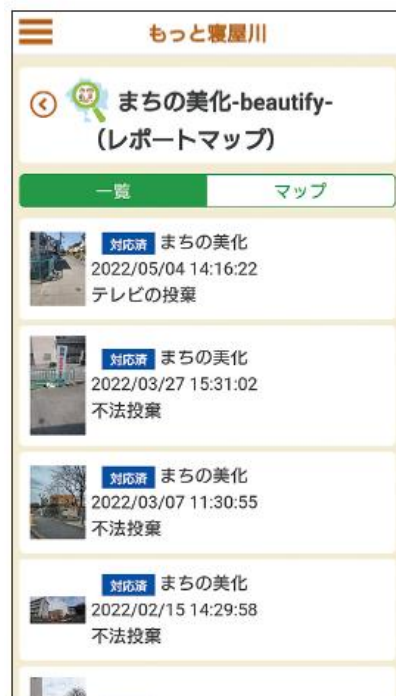 もっと寝屋川
まちの美化-beautify-
（レポートマップ）
一覧
マップ
対応済 まちの美化
2022/05/04 14:16:22
テレビの投棄
対応済 まちの美化
2022/03/27 15:31:02
不法投棄
対応済 まちの美化
2022/03/07 11:30:55
不法投棄
対応済 まちの美化
2022/02/15 14:29:58
不法投棄